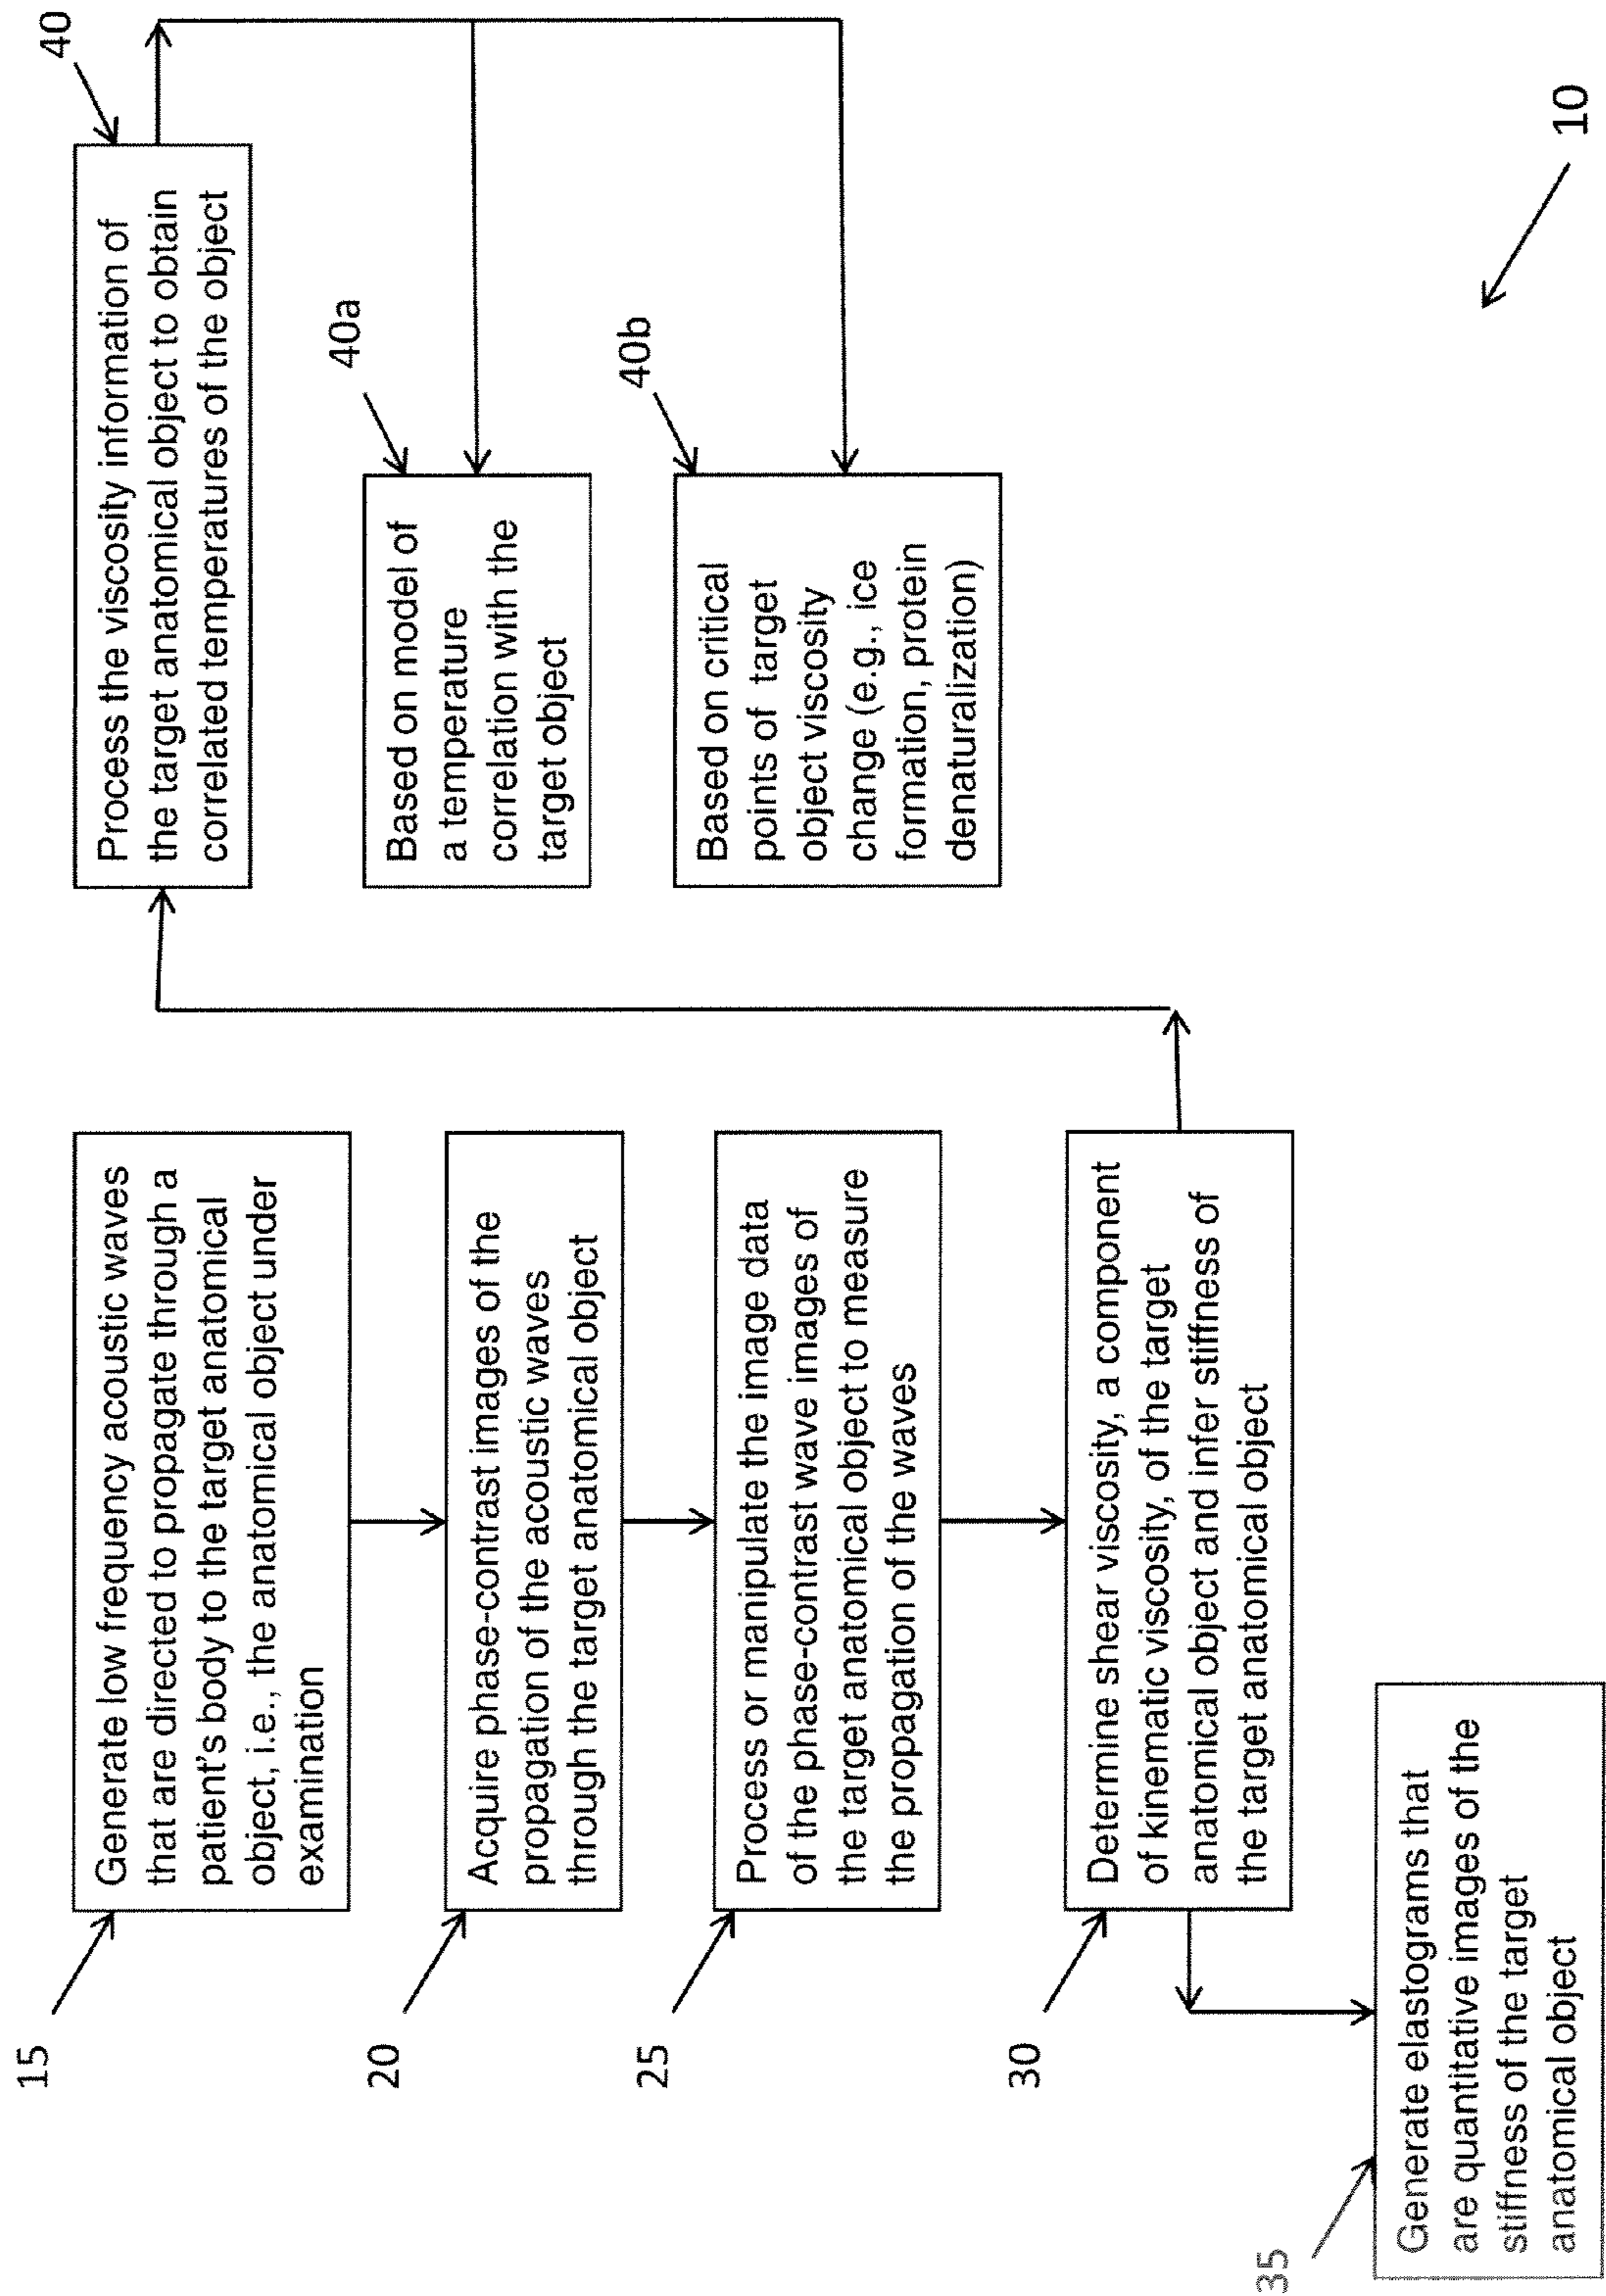 15
Generate low frequency acoustic waves
that are directed to propagate through a
patient's body to the target anatomical
object, i.e., the anatomical object under
examination
20
Acquire phase-contrast images of the
propagation of the acoustic waves
through the target anatomical object
25
Process or manipulate the image data
of the phase-contrast wave images of
the target anatomical object to measure
the propagation of the waves
30
Determine shear viscosity, a component
of kinematic viscosity, of the target
anatomical object and infer stiffness of
the target anatomical object
35
Generate elastograms that
are quantitative images of the
stiffness of the target
anatomical object
40
Process the viscosity information of
the target anatomical object to obtain
correlated temperatures of the object
40a
Based on model of
a temperature
correlation with the
target object
40b
Based on critical
points of target
object viscosity
change (e.g., ice
formation, protein
denaturalization)
10